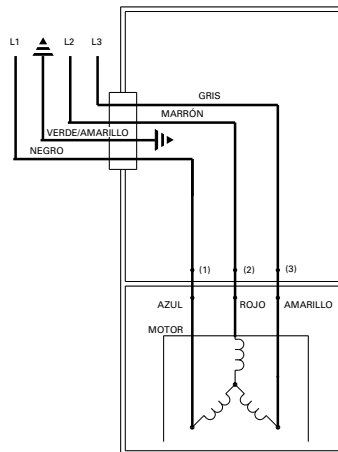 L1 L2 L3
GRIS
MARRÓN
VERDE/AMARILLO
NEGRO
(1) (2) (3)
AZUL ROJO AMARILLO
MOTOR